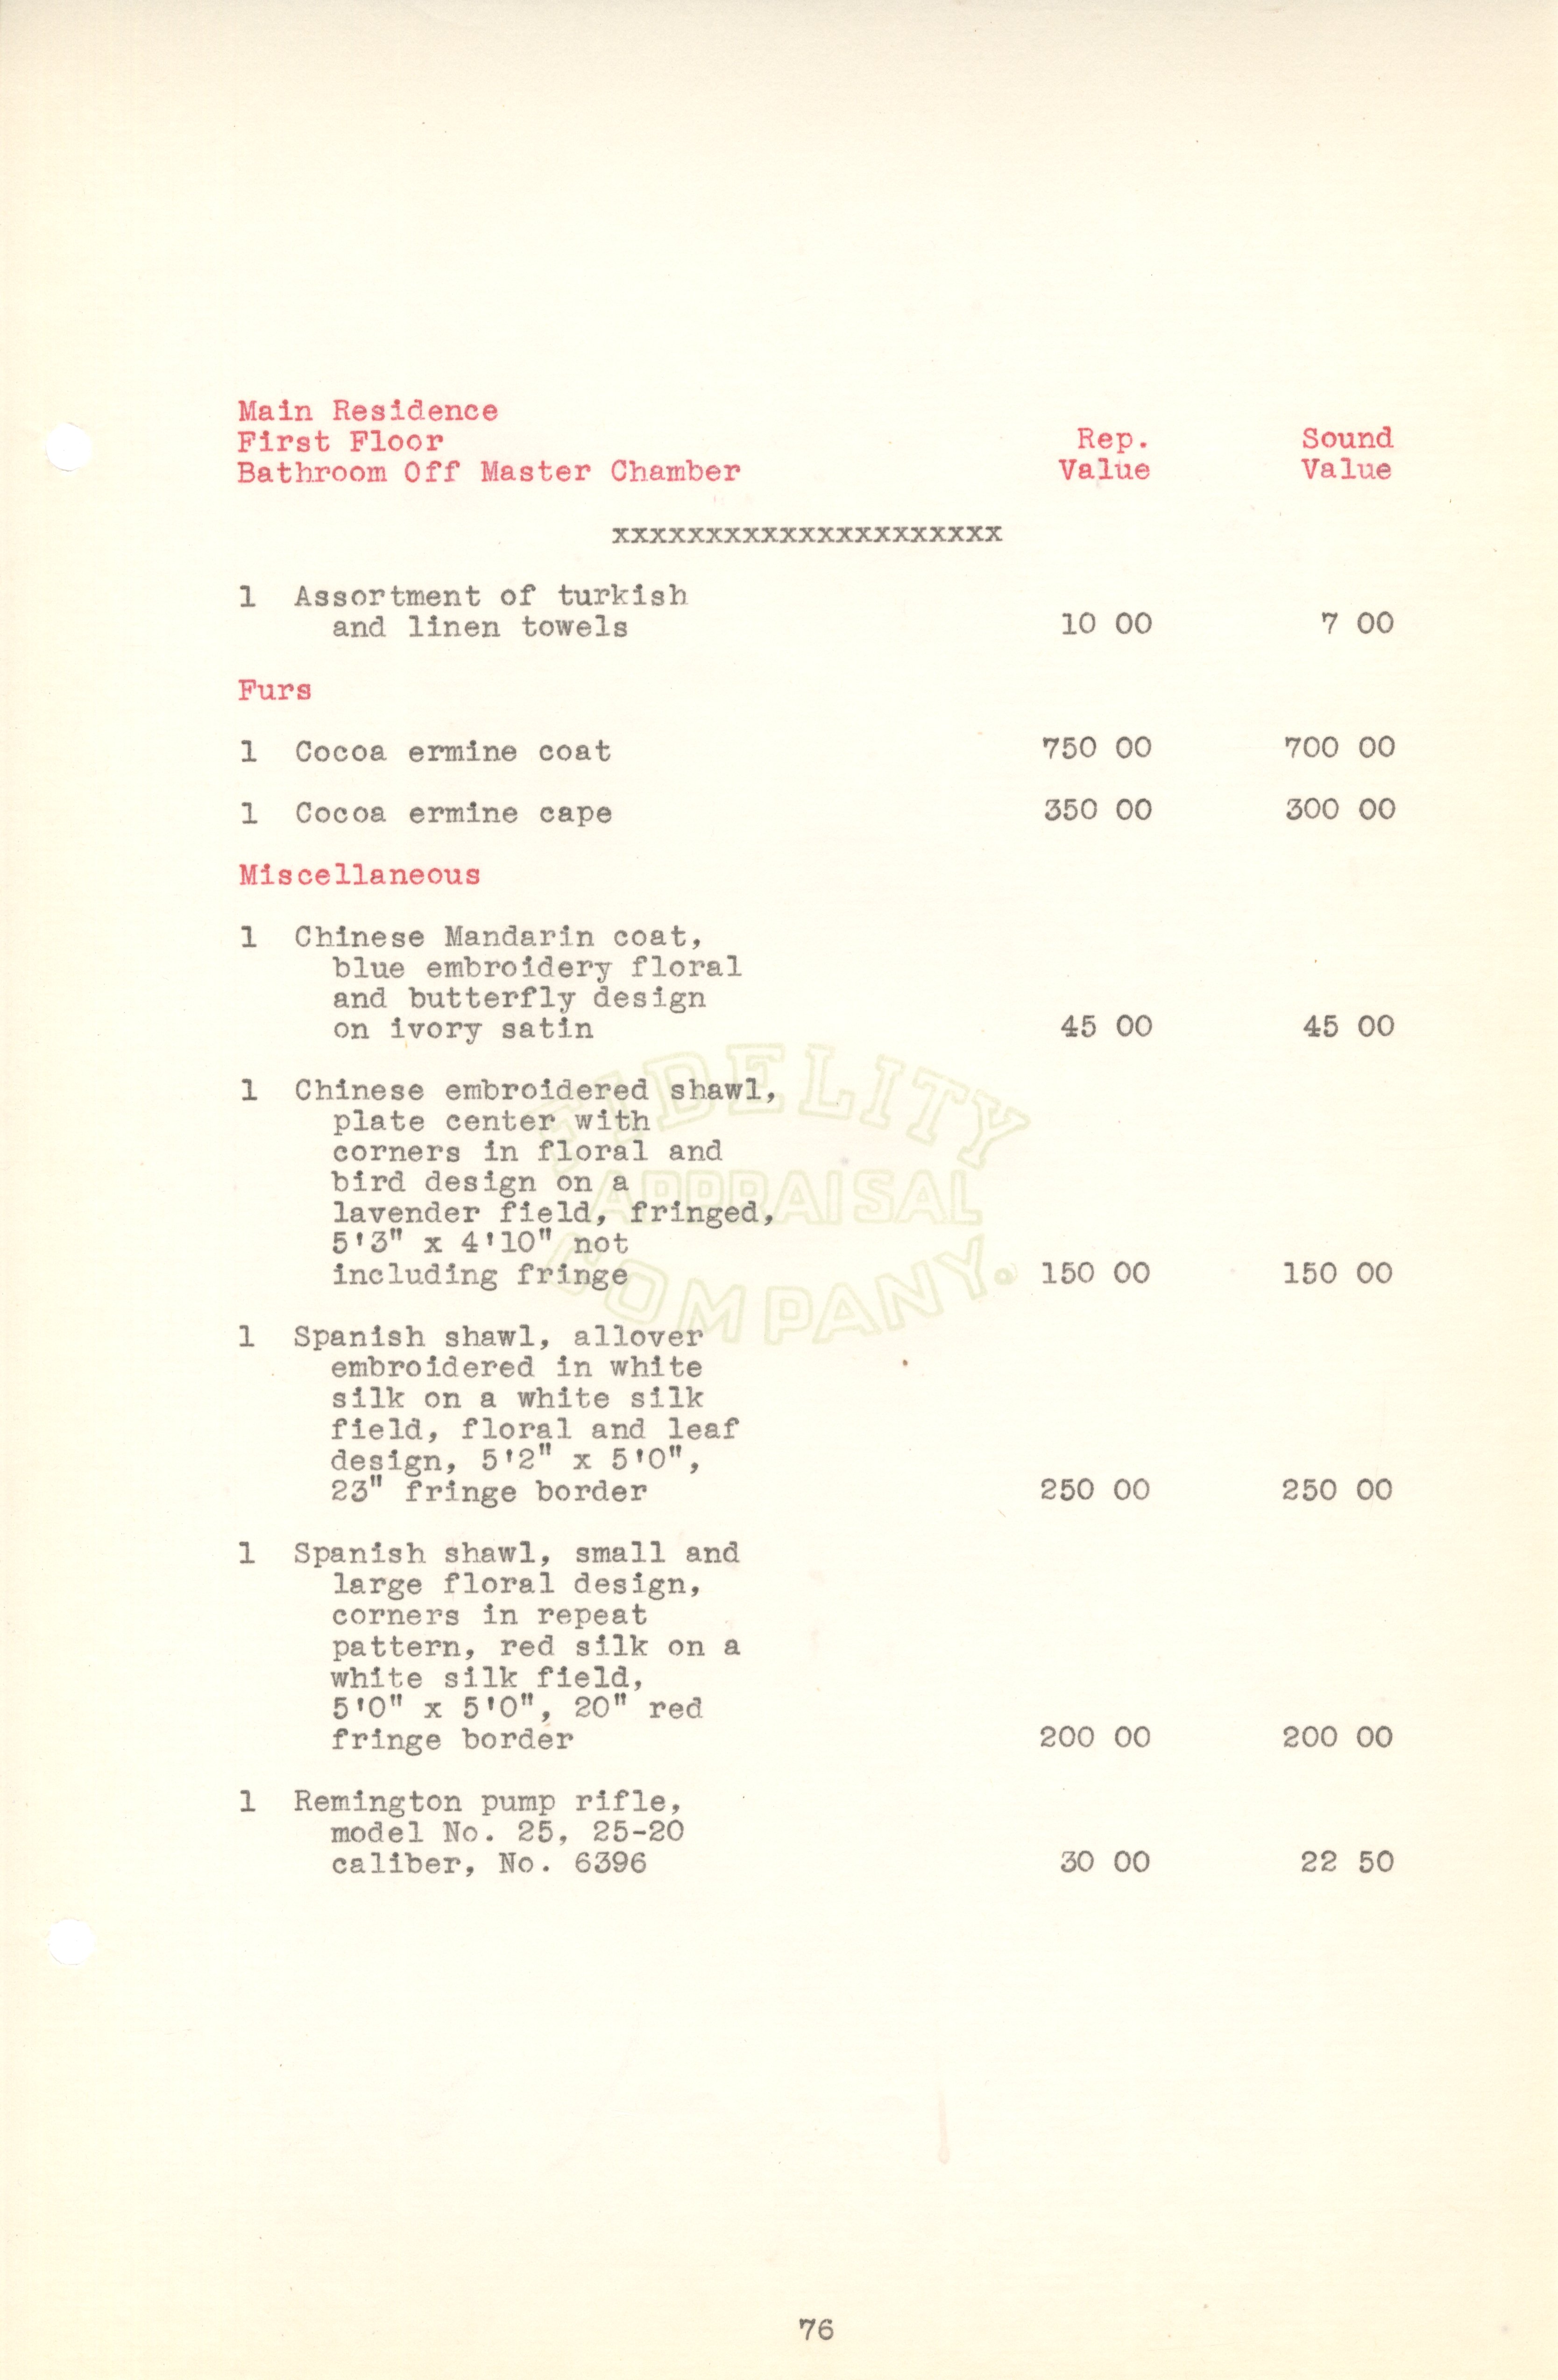 Main Residence
First Floor Rep. Sound
Bathroom Off Master Chamber Value Value
xxxxxxxxxxxxxxxxxxxxx
1 Assortment of turkish
and linen towels 10 00 7 00
Furs
1 Cocoa ermine coat 750 00 700 00
1 Cocoa ermine cape 350 00 300 00
Miscellaneous
1 Chinese Mandarin coat,
blue embroidery floral
and butterfly design
on ivory satin 45 00 45 00
1 Chinese embroidered shawl,
plate center with
corners in floral and
bird design on a
lavender field, fringed,
5'3" x 4'10" not
including fringe 150 00 150 00
1 Spanish shawl, allover
embroidered in white
silk on a white silk
field, floral and leaf
design, 5'2" x 5'0",
23" fringe border 250 00 250 00
1 Spanish shawl, small and
large floral design,
corners in repeat
pattern, red silk on a
white silk field,
5'0" x 5'0", 20" red
fringe border 200 00 200 00
1 Remington pump rifle,
model No. 25, 25-20
caliber, No. 6396 30 00 22 50
FIDELITY
APPRAISAL
COMPANY.
76